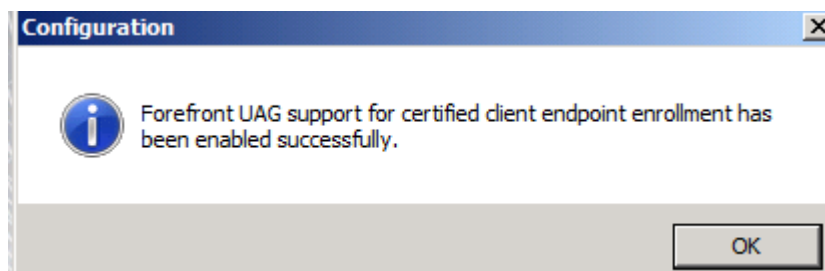 Configuration
Forefront UAG support for certified client endpoint enrollment has
been enabled successfully.
OK